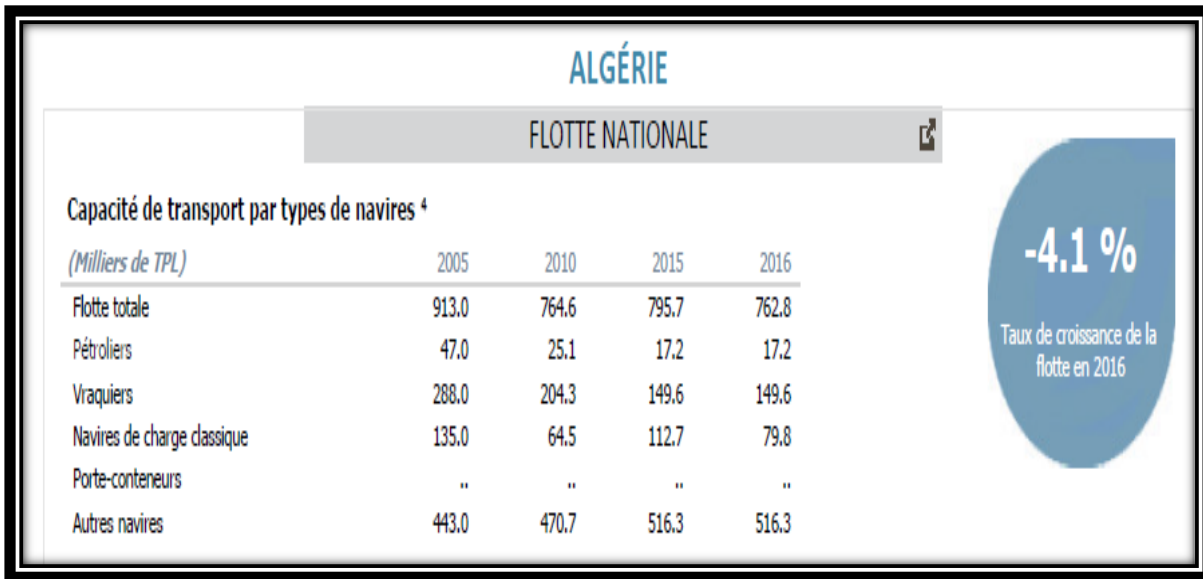 ALGÉRIE
FLOTTE NATIONALE
Capacité de transport par types de navires ⁴
(Milliers de TPL) 2005 2010 2015 2016
Flotte totale 913.0 764.6 795.7 762.8
Pétroliers 47.0 25.1 17.2 17.2
Vraquiers 288.0 204.3 149.6 149.6
Navires de charge classique 135.0 64.5 112.7 79.8
Porte-conteneurs .. .. .. ..
Autres navires 443.0 470.7 516.3 516.3
-4.1 %
Taux de croissance de la
flotte en 2016